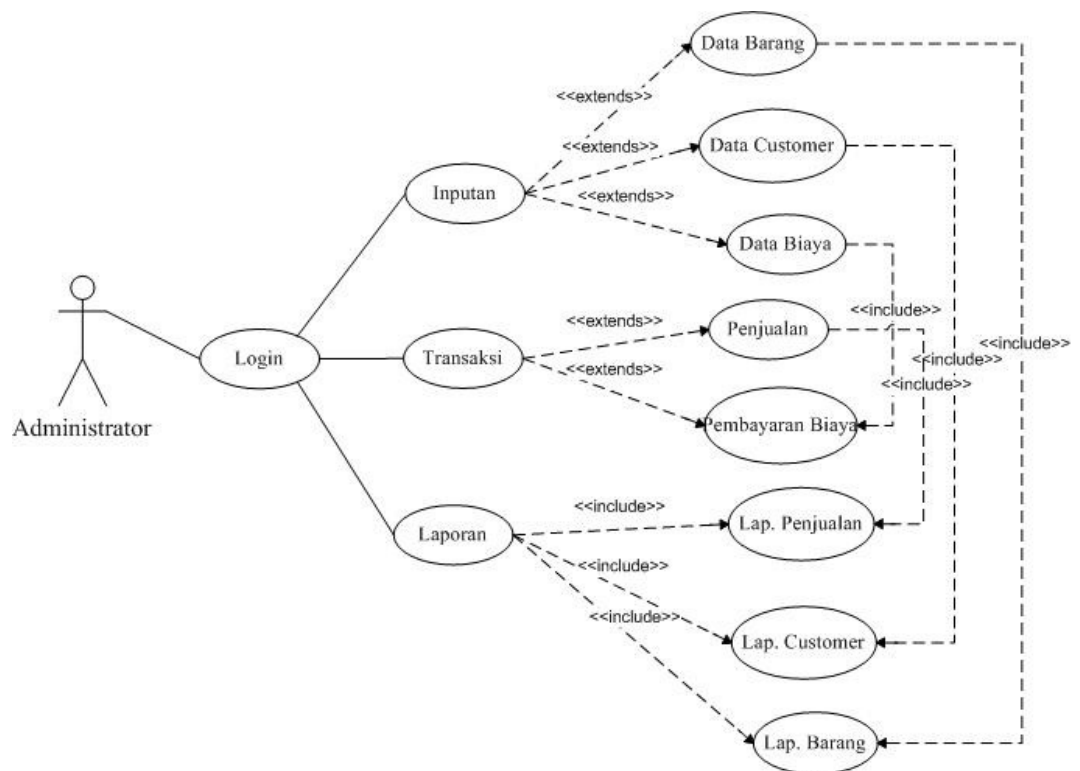 Data Barang
<<extends>>
Data Customer
<<extends>>
Inputan
<<extends>>
Data Biaya
<<extends>>
Penjualan
<<include>>
<<include>>
Login
Transaksi
<<include>>
<<extends>>
<<include>>
Administrator
Pembayaran Biaya
<<include>>
Lap. Penjualan
Laporan
<<include>>
<<include>>
Lap. Customer
Lap. Barang